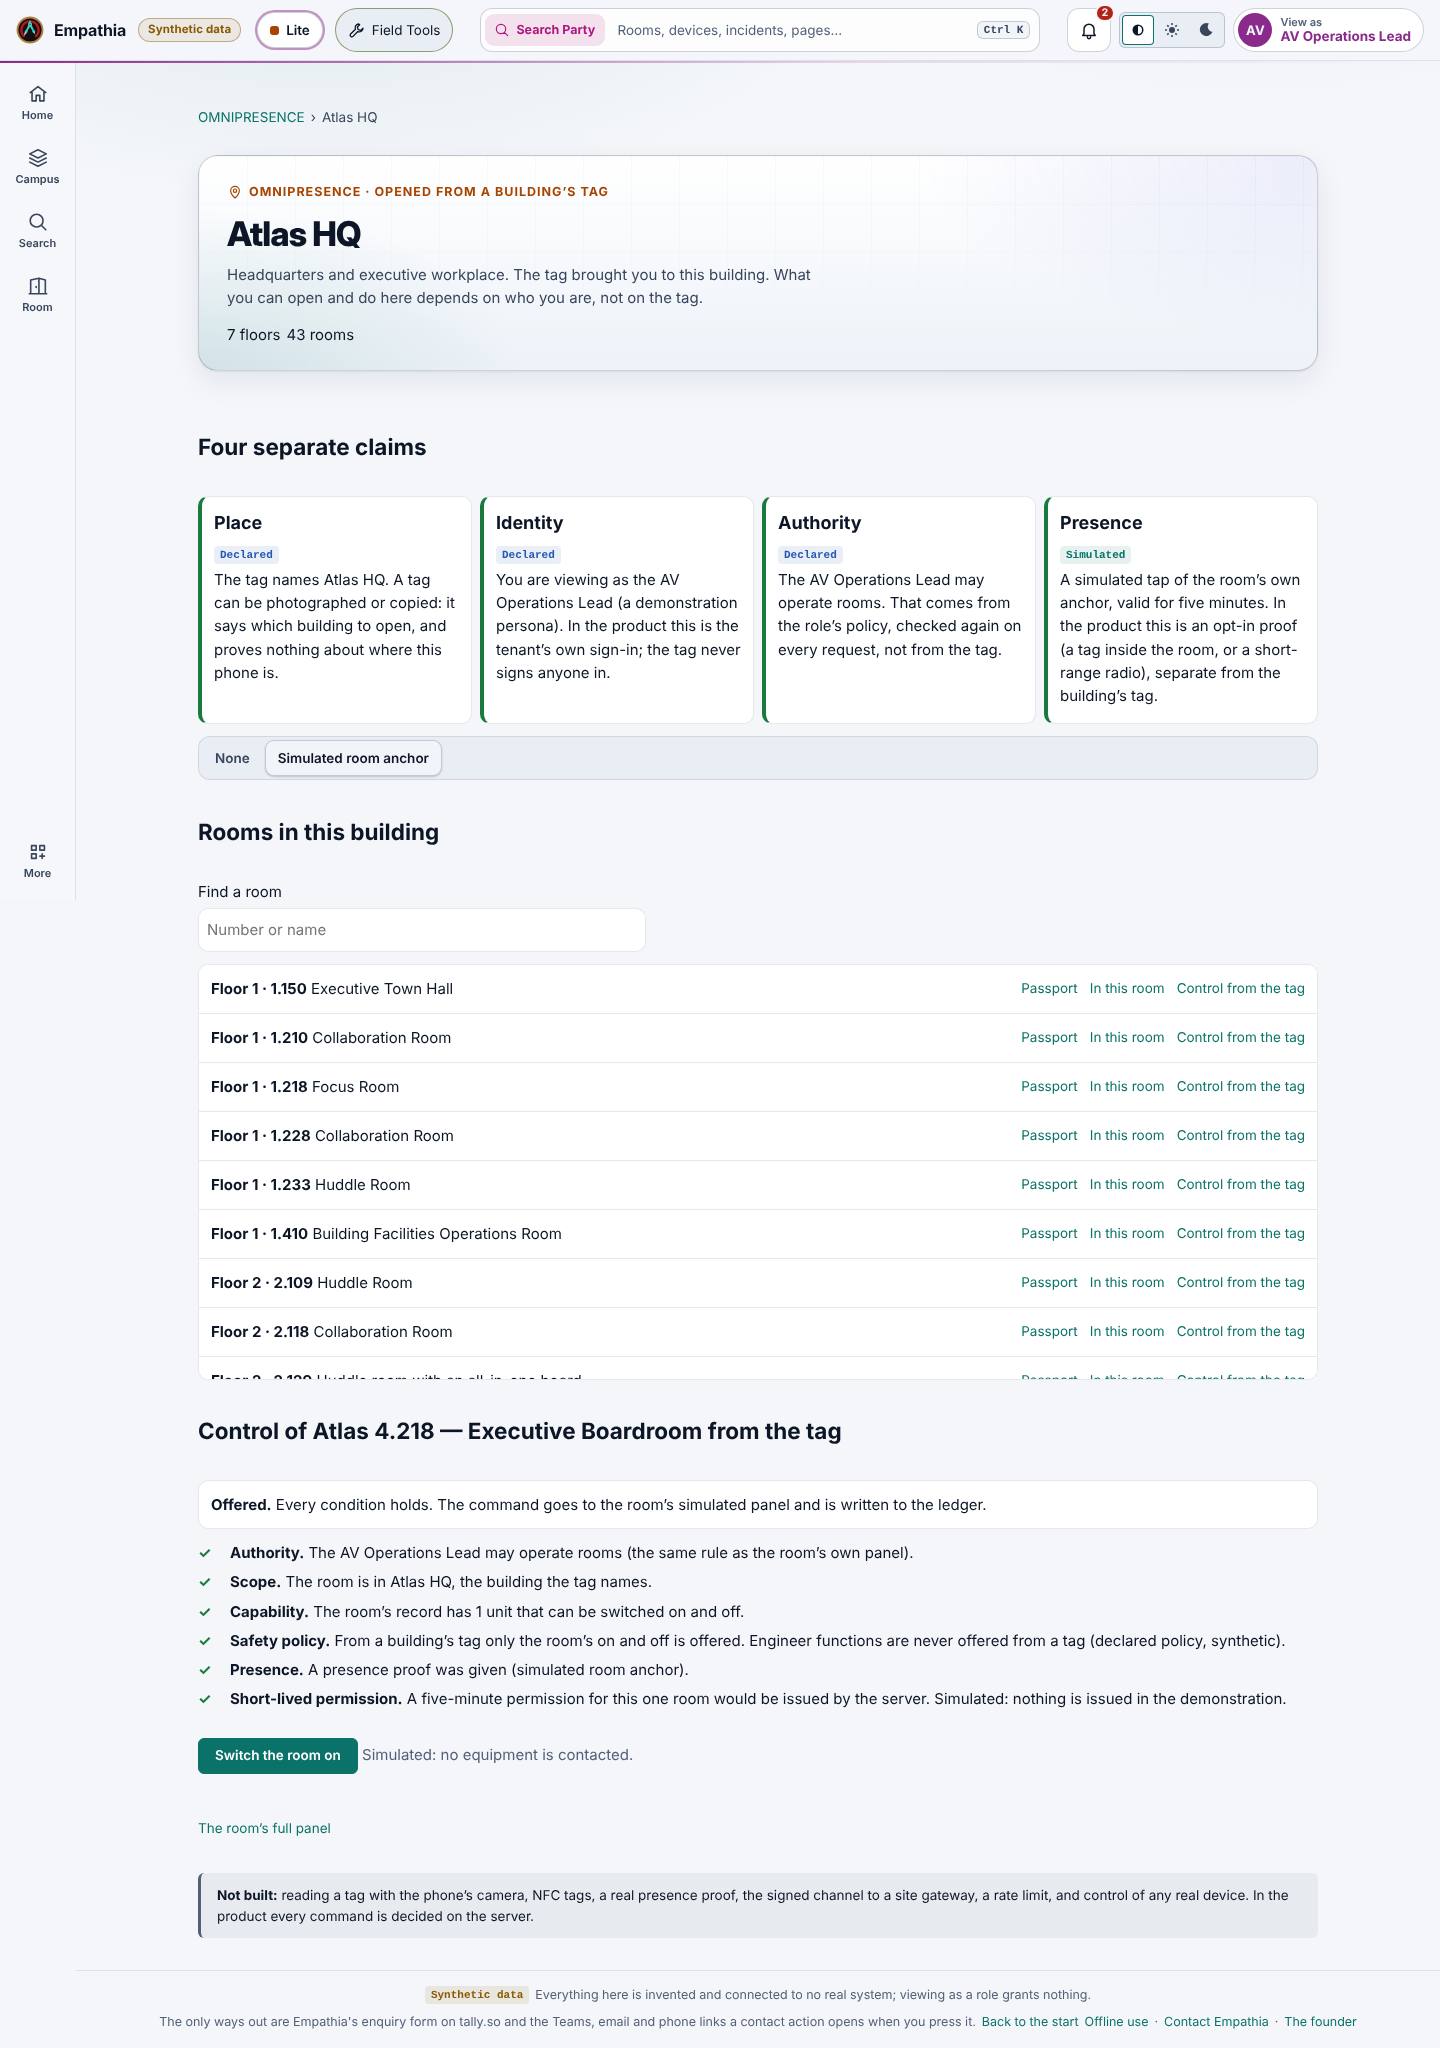 Empathia
Synthetic data
Lite
Field Tools
Search Party
Rooms, devices, incidents, pages...
Ctrl K
2
AV
View as
AV Operations Lead
Home
Campus
Search
Room
More
OMNIPRESENCE › Atlas HQ
OMNIPRESENCE · OPENED FROM A BUILDING’S TAG
Atlas HQ
Headquarters and executive workplace. The tag brought you to this building. What
you can open and do here depends on who you are, not on the tag.
7 floors 43 rooms
Four separate claims
Place
Declared
The tag names Atlas HQ. A tag
can be photographed or copied: it
says which building to open, and
proves nothing about where this
phone is.
Identity
Declared
You are viewing as the AV
Operations Lead (a demonstration
persona). In the product this is the
tenant’s own sign-in; the tag never
signs anyone in.
Authority
Declared
The AV Operations Lead may
operate rooms. That comes from
the role’s policy, checked again on
every request, not from the tag.
Presence
Simulated
A simulated tap of the room’s own
anchor, valid for five minutes. In
the product this is an opt-in proof
(a tag inside the room, or a short-
range radio), separate from the
building’s tag.
None
Simulated room anchor
Rooms in this building
Find a room
Number or name
Floor 1 · 1.150 Executive Town Hall Passport In this room Control from the tag
Floor 1 · 1.210 Collaboration Room Passport In this room Control from the tag
Floor 1 · 1.218 Focus Room Passport In this room Control from the tag
Floor 1 · 1.228 Collaboration Room Passport In this room Control from the tag
Floor 1 · 1.233 Huddle Room Passport In this room Control from the tag
Floor 1 · 1.410 Building Facilities Operations Room Passport In this room Control from the tag
Floor 2 · 2.109 Huddle Room Passport In this room Control from the tag
Floor 2 · 2.118 Collaboration Room Passport In this room Control from the tag
Control of Atlas 4.218 — Executive Boardroom from the tag
Offered. Every condition holds. The command goes to the room’s simulated panel and is written to the ledger.
Authority. The AV Operations Lead may operate rooms (the same rule as the room’s own panel).
Scope. The room is in Atlas HQ, the building the tag names.
Capability. The room’s record has 1 unit that can be switched on and off.
Safety policy. From a building’s tag only the room’s on and off is offered. Engineer functions are never offered from a tag (declared policy, synthetic).
Presence. A presence proof was given (simulated room anchor).
Short-lived permission. A five-minute permission for this one room would be issued by the server. Simulated: nothing is issued in the demonstration.
Switch the room on Simulated: no equipment is contacted.
The room’s full panel
Not built: reading a tag with the phone’s camera, NFC tags, a real presence proof, the signed channel to a site gateway, a rate limit, and control of any real device. In the
product every command is decided on the server.
Synthetic data Everything here is invented and connected to no real system; viewing as a role grants nothing.
The only ways out are Empathia's enquiry form on tally.so and the Teams, email and phone links a contact action opens when you press it. Back to the start Offline use · Contact Empathia · The founder